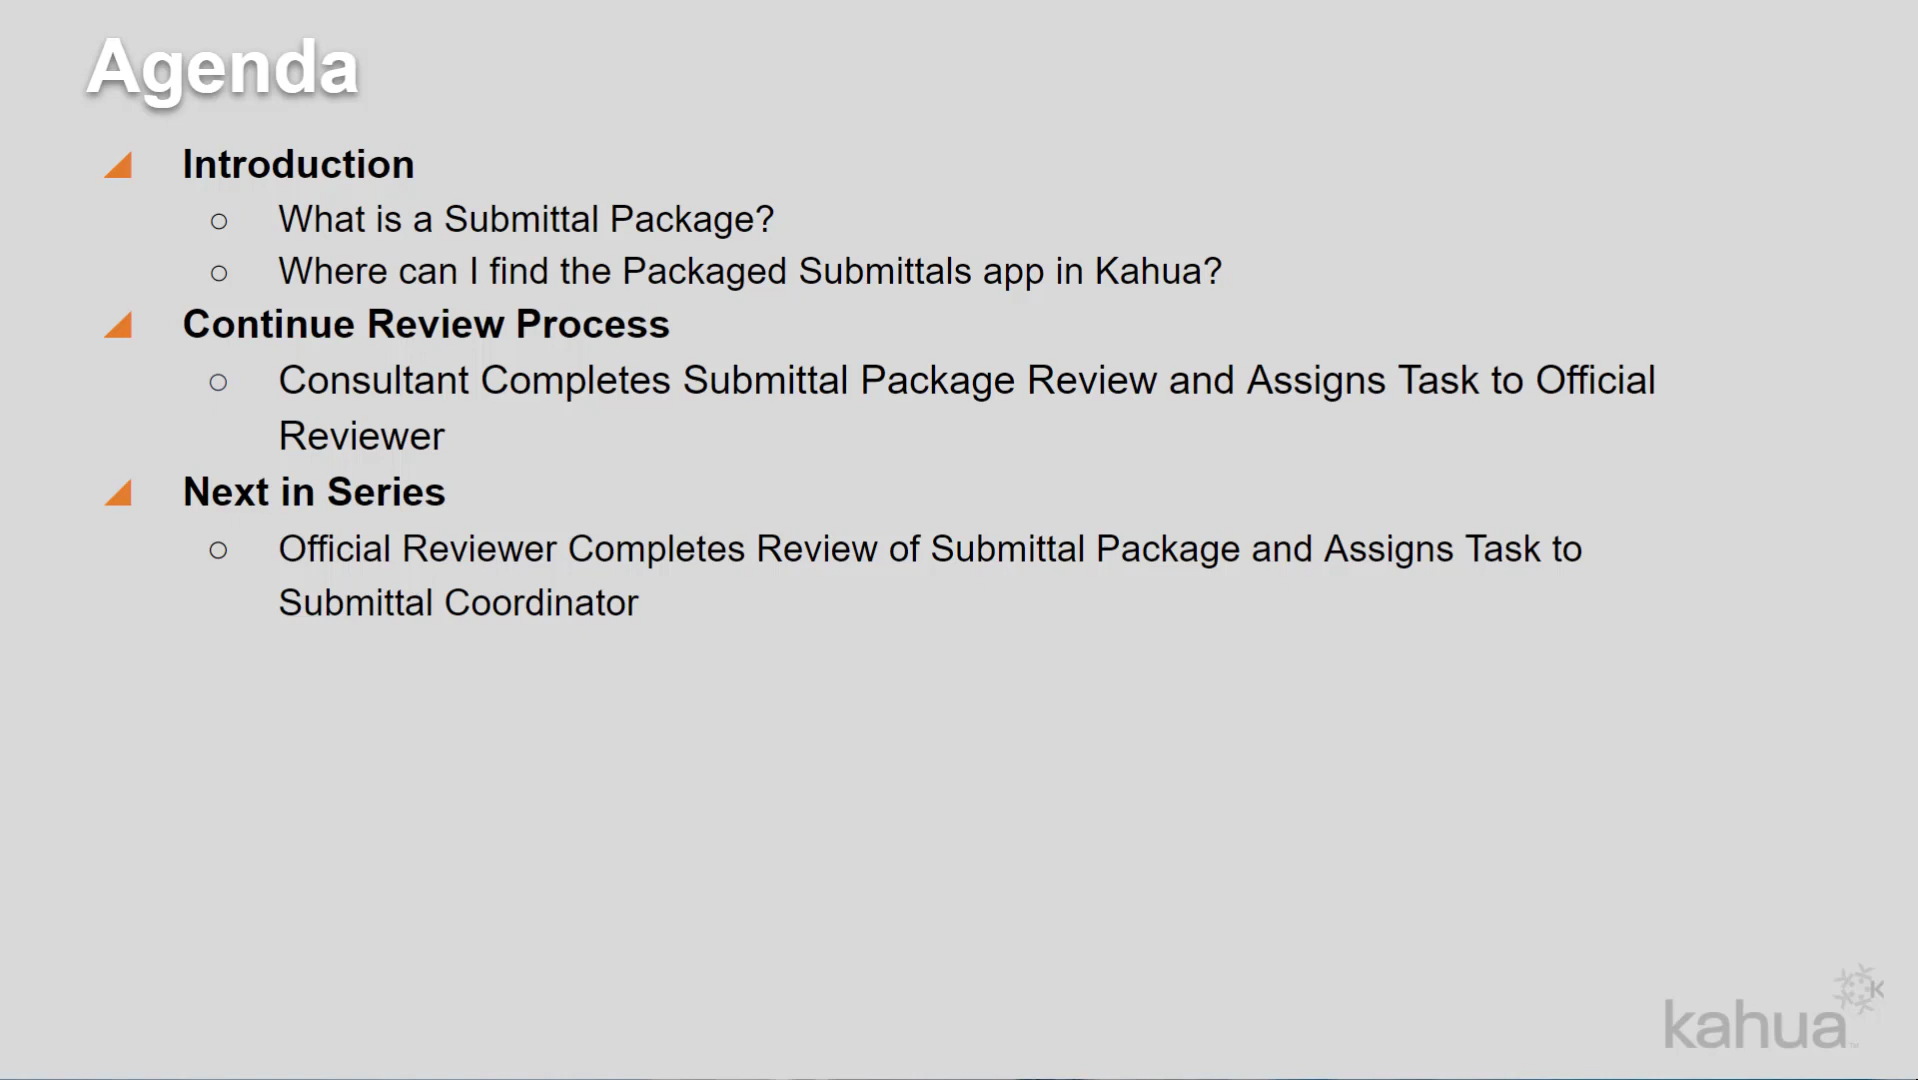 Agenda
Introduction
○ What is a Submittal Package?
○ Where can I find the Packaged Submittals app in Kahua?
Continue Review Process
○ Consultant Completes Submittal Package Review and Assigns Task to Official
Reviewer
Next in Series
○ Official Reviewer Completes Review of Submittal Package and Assigns Task to
Submittal Coordinator
kahua